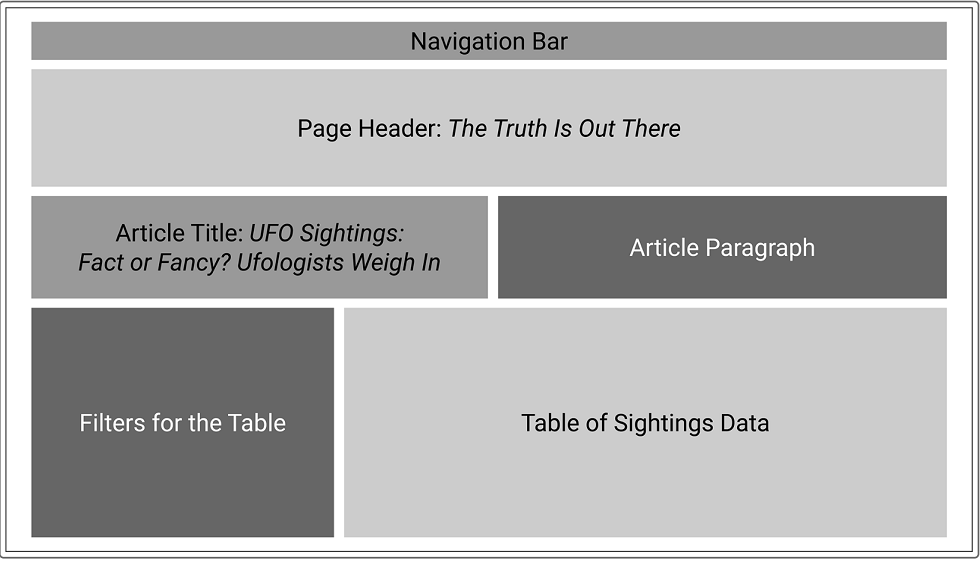 Navigation Bar
Page Header: The Truth Is Out There
Article Title: UFO Sightings:
Fact or Fancy? Ufologists Weigh In
Article Paragraph
Filters for the Table
Table of Sightings Data